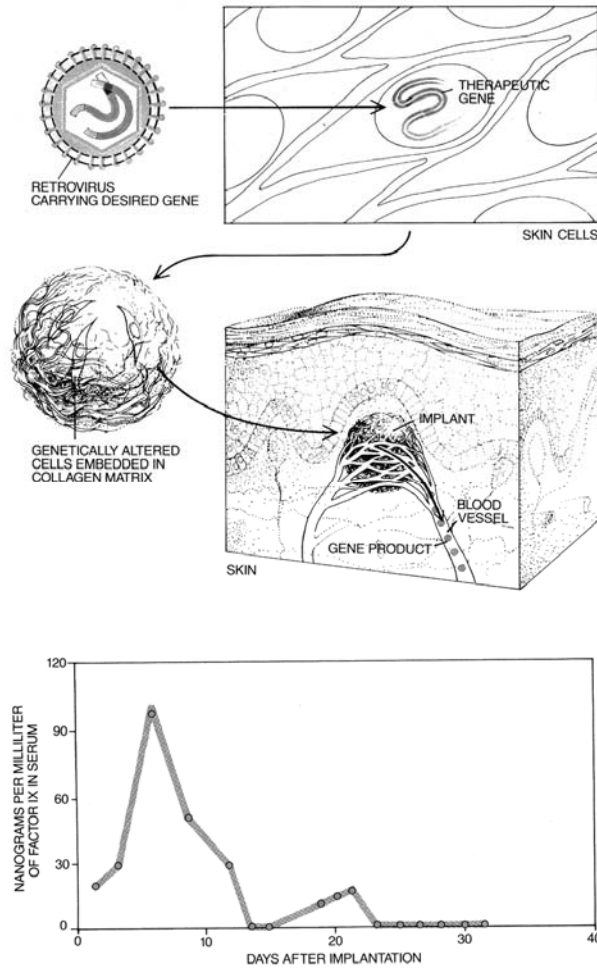 THERAPEUTIC
GENE
RETROVIRUS
CARRYING DESIRED GENE
SKIN CELLS
IMPLANT
GENETICALLY ALTERED
CELLS EMBEDDED IN
COLLAGEN MATRIX
BLOOD
VESSEL
GENE PRODUCT
SKIN
NANOGRAMS PER MILLILITER
OF FACTOR IX IN SERUM
120
90
60
30
0
0 10 20 30 40
DAYS AFTER IMPLANTATION